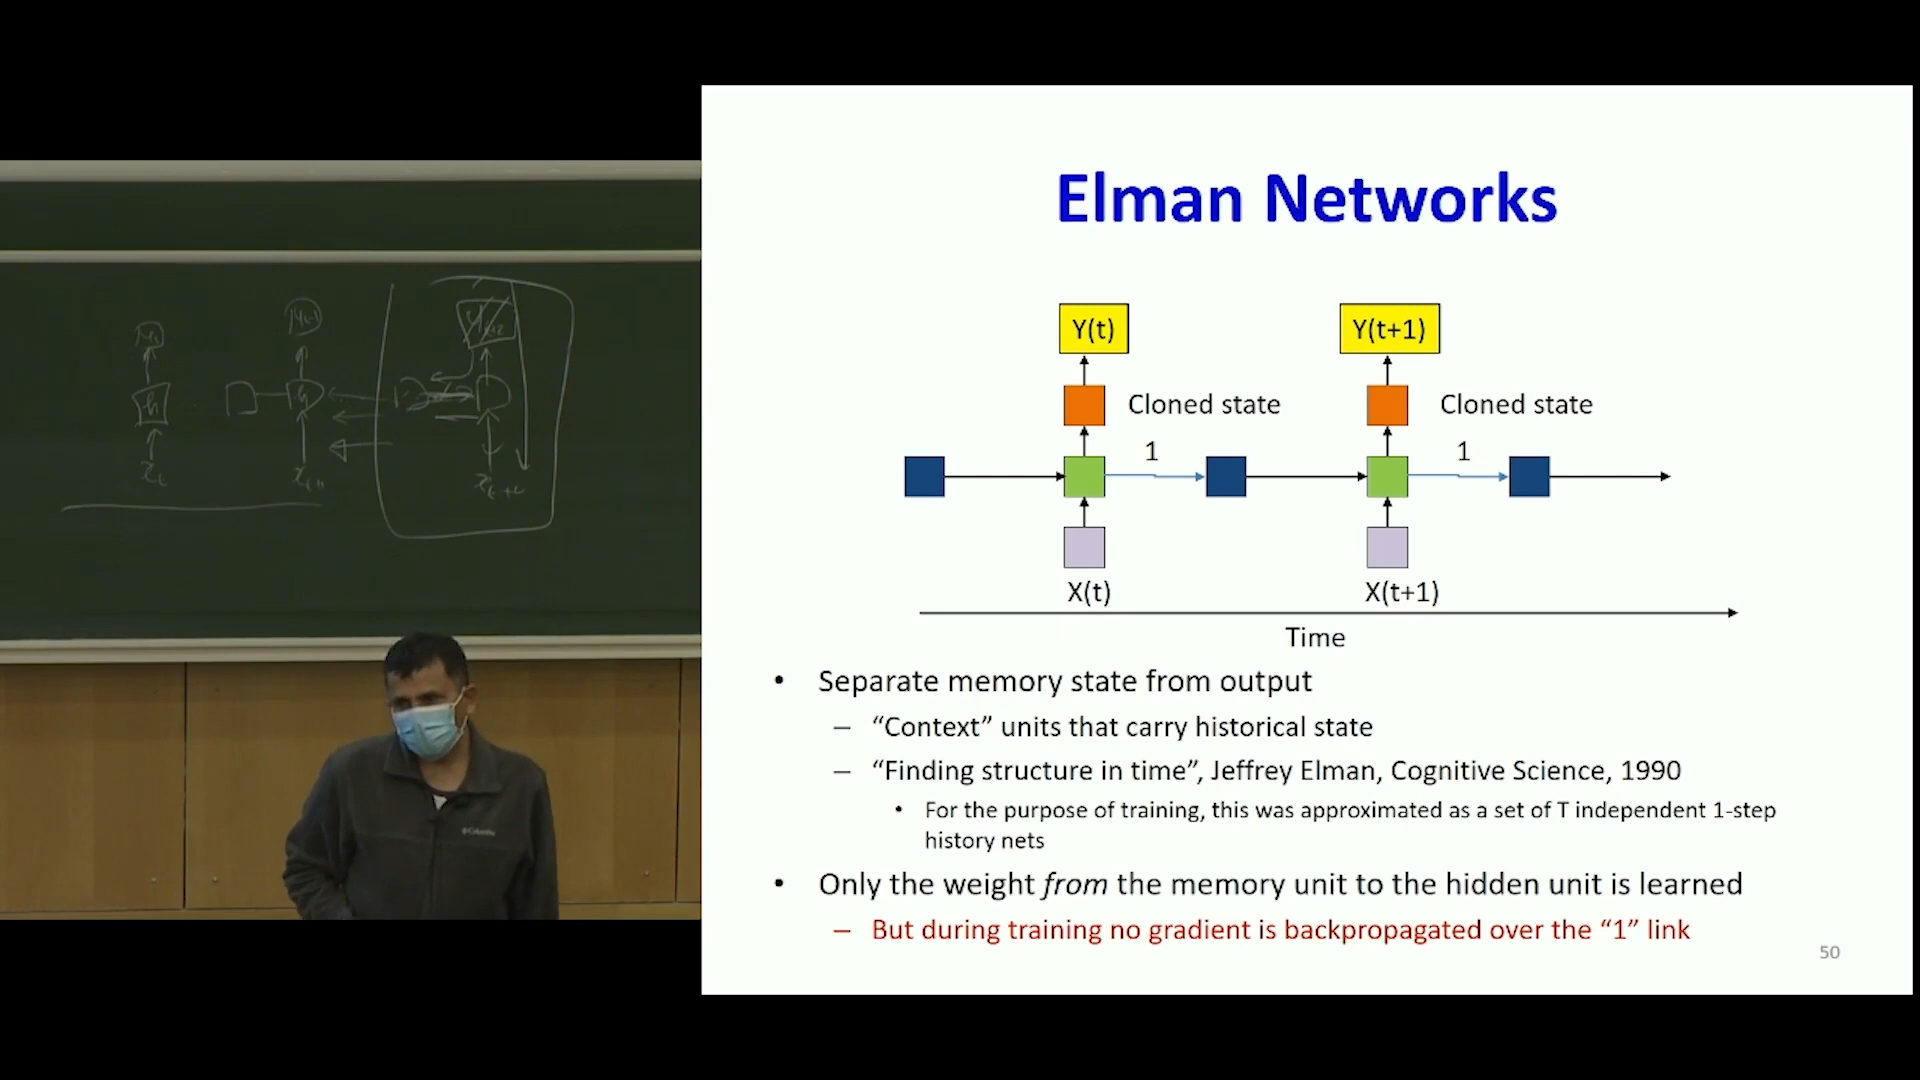 Elman Networks
Y(t)
Y(t+1)
Cloned state
Cloned state
1
1
X(t)
X(t+1)
Time
• Separate memory state from output
– “Context” units that carry historical state
– “Finding structure in time”, Jeffrey Elman, Cognitive Science, 1990
• For the purpose of training, this was approximated as a set of T independent 1-step
history nets
• Only the weight from the memory unit to the hidden unit is learned
– But during training no gradient is backpropagated over the “1” link
50
h
h
Columbia